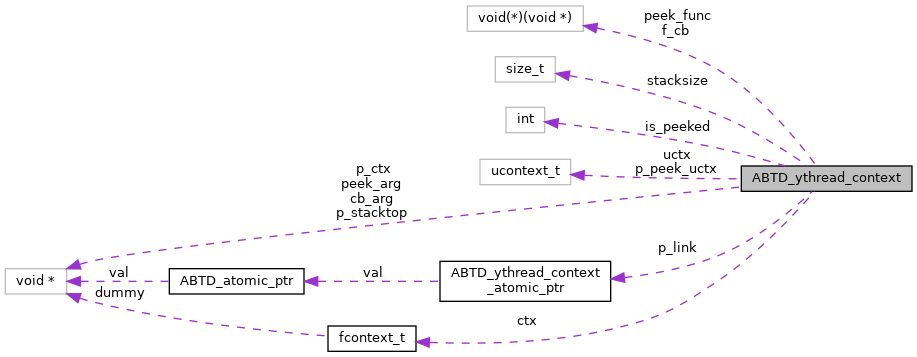 peek_func
f_cb
void(*)(void *)
size_t
stacksize
int
is_peeked
uctx
p_peek_uctx
ucontext_t
ABTD_ythread_context
p_ctx
peek_arg
cb_arg
p_stacktop
p_link
void *
val
ABTD_atomic_ptr
val
ABTD_ythread_context
_atomic_ptr
dummy
fcontext_t
ctx